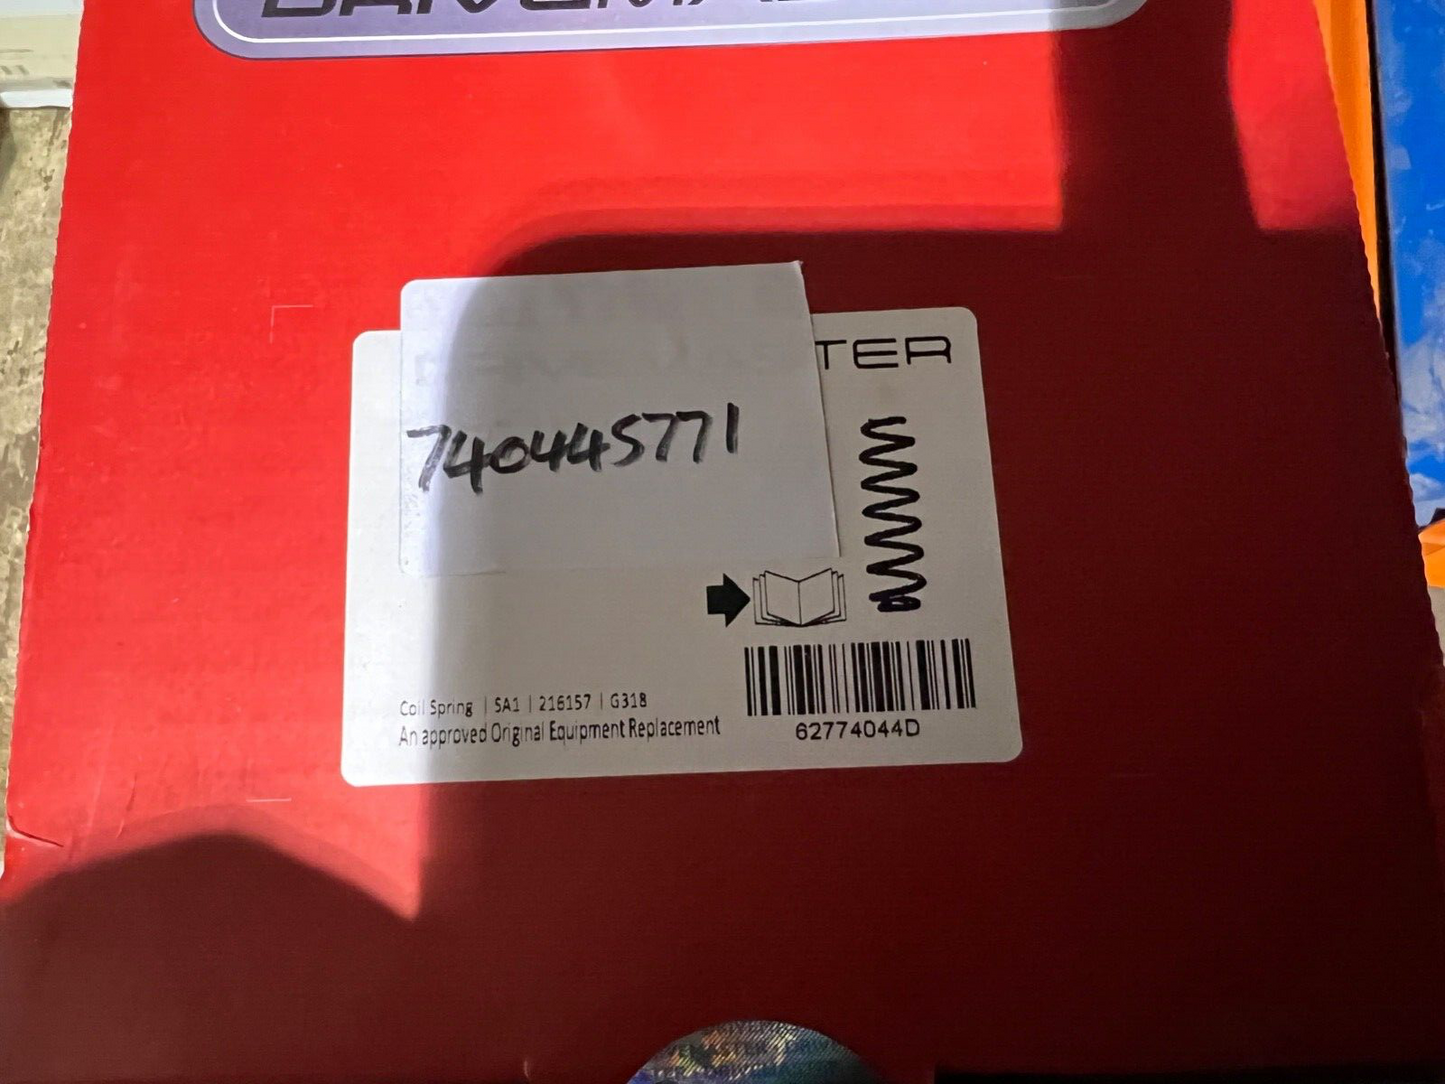 TER
740445771
Coil Spring | SA1 | 216157 | G318
An approved Original Equipment Replacement
62774044D